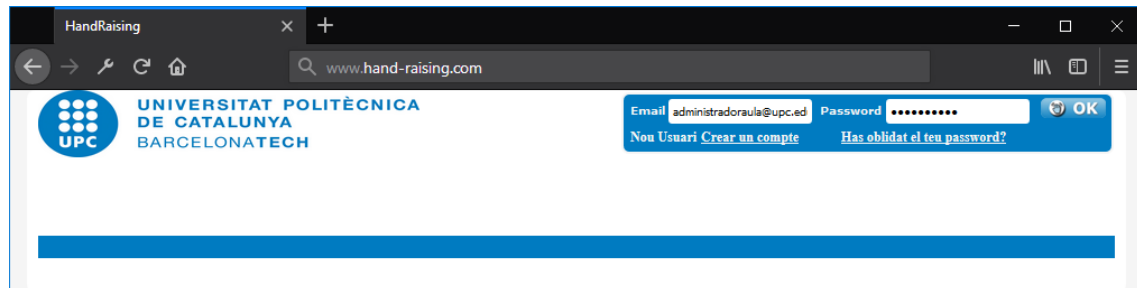 HandRaising
www.hand-raising.com
UNIVERSITAT POLITÈCNICA
DE CATALUNYA
BARCELONATECH
UPC
Email administradoraula@upc.ed Password •••••••••• OK
Nou Usuari Crear un compte Has oblidat el teu password?